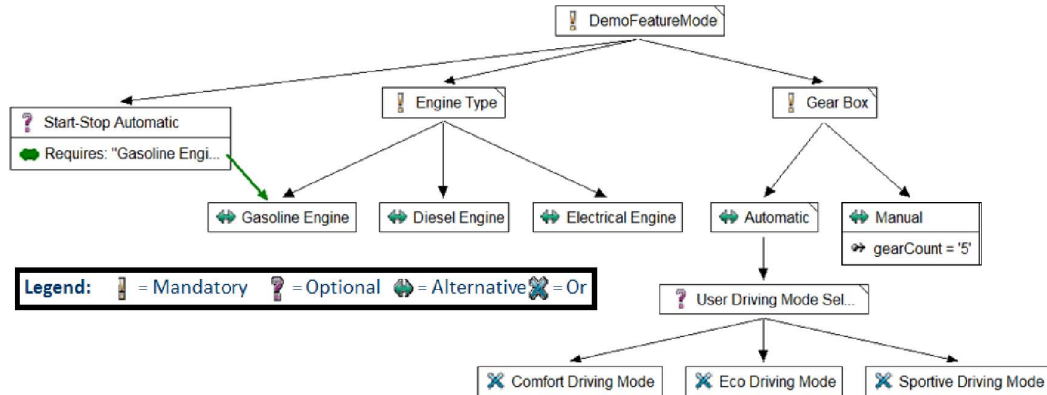 DemoFeatureMode
Engine Type
Gear Box
Start-Stop Automatic
Requires: "Gasoline Engi...
Gasoline Engine
Diesel Engine
Electrical Engine
Automatic
Manual
gearCount = '5'
Legend: = Mandatory = Optional = Alternative = Or
User Driving Mode Sel...
Comfort Driving Mode
Eco Driving Mode
Sportive Driving Mode